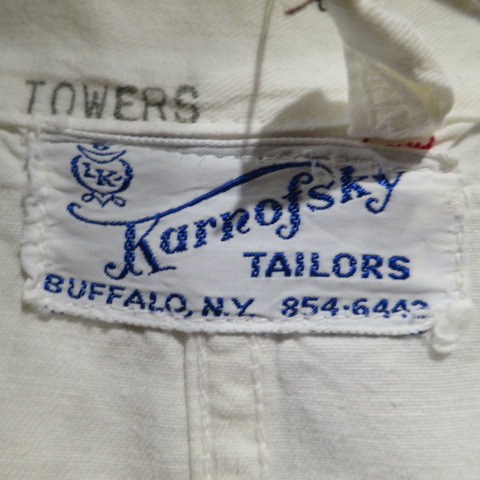 TOWERS
LK
Karnofsky
TAILORS
BUFFALO, N.Y. 854-6442